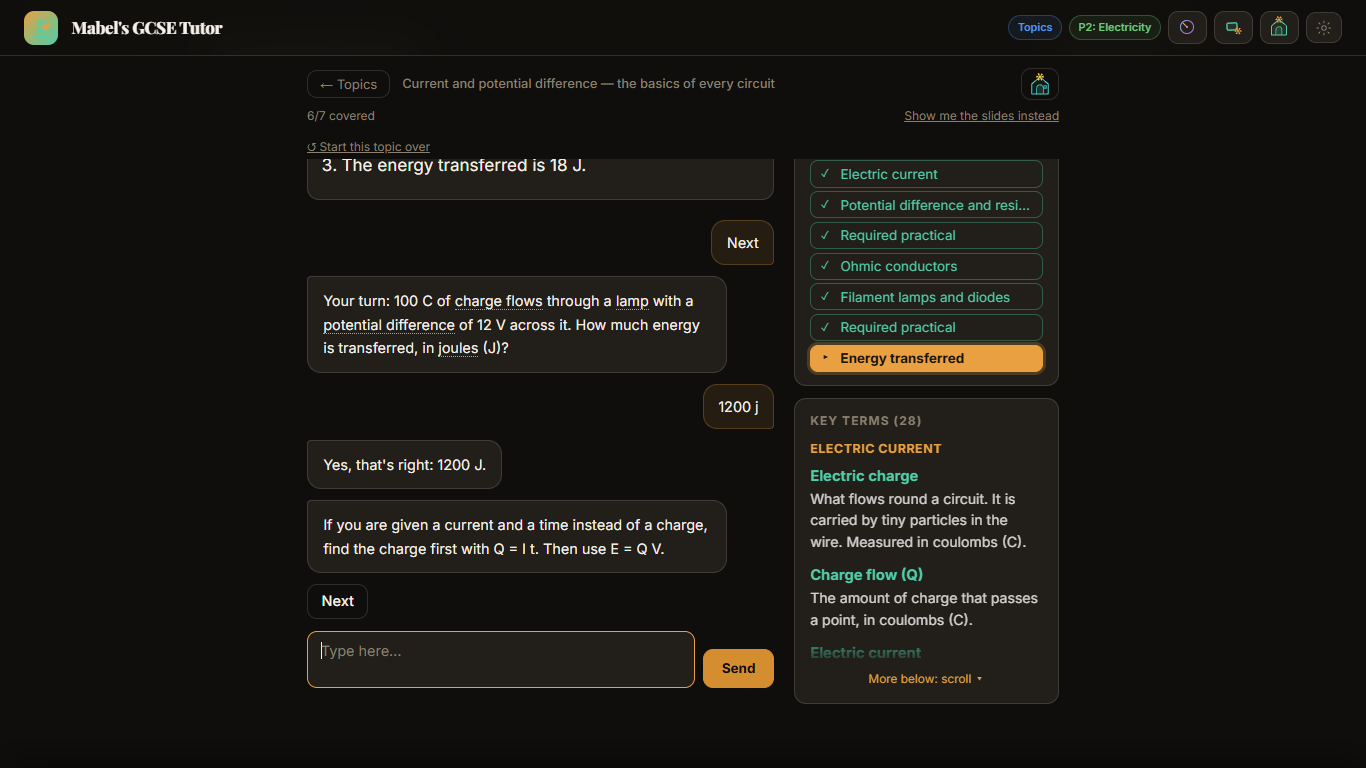 Mabel's GCSE Tutor
Topics
P2: Electricity
← Topics
Current and potential difference — the basics of every circuit
6/7 covered
Show me the slides instead
↺ Start this topic over
3. The energy transferred is 18 J.
Next
Your turn: 100 C of charge flows through a lamp with a
potential difference of 12 V across it. How much energy
is transferred, in joules (J)?
1200 j
Yes, that's right: 1200 J.
If you are given a current and a time instead of a charge,
find the charge first with Q = I t. Then use E = Q V.
Next
Type here...
Send
✓ Electric current
✓ Potential difference and resi...
✓ Required practical
✓ Ohmic conductors
✓ Filament lamps and diodes
✓ Required practical
▸ Energy transferred
KEY TERMS (28)
ELECTRIC CURRENT
Electric charge
What flows round a circuit. It is
carried by tiny particles in the
wire. Measured in coulombs (C).
Charge flow (Q)
The amount of charge that passes
a point, in coulombs (C).
Electric current
More below: scroll ▾